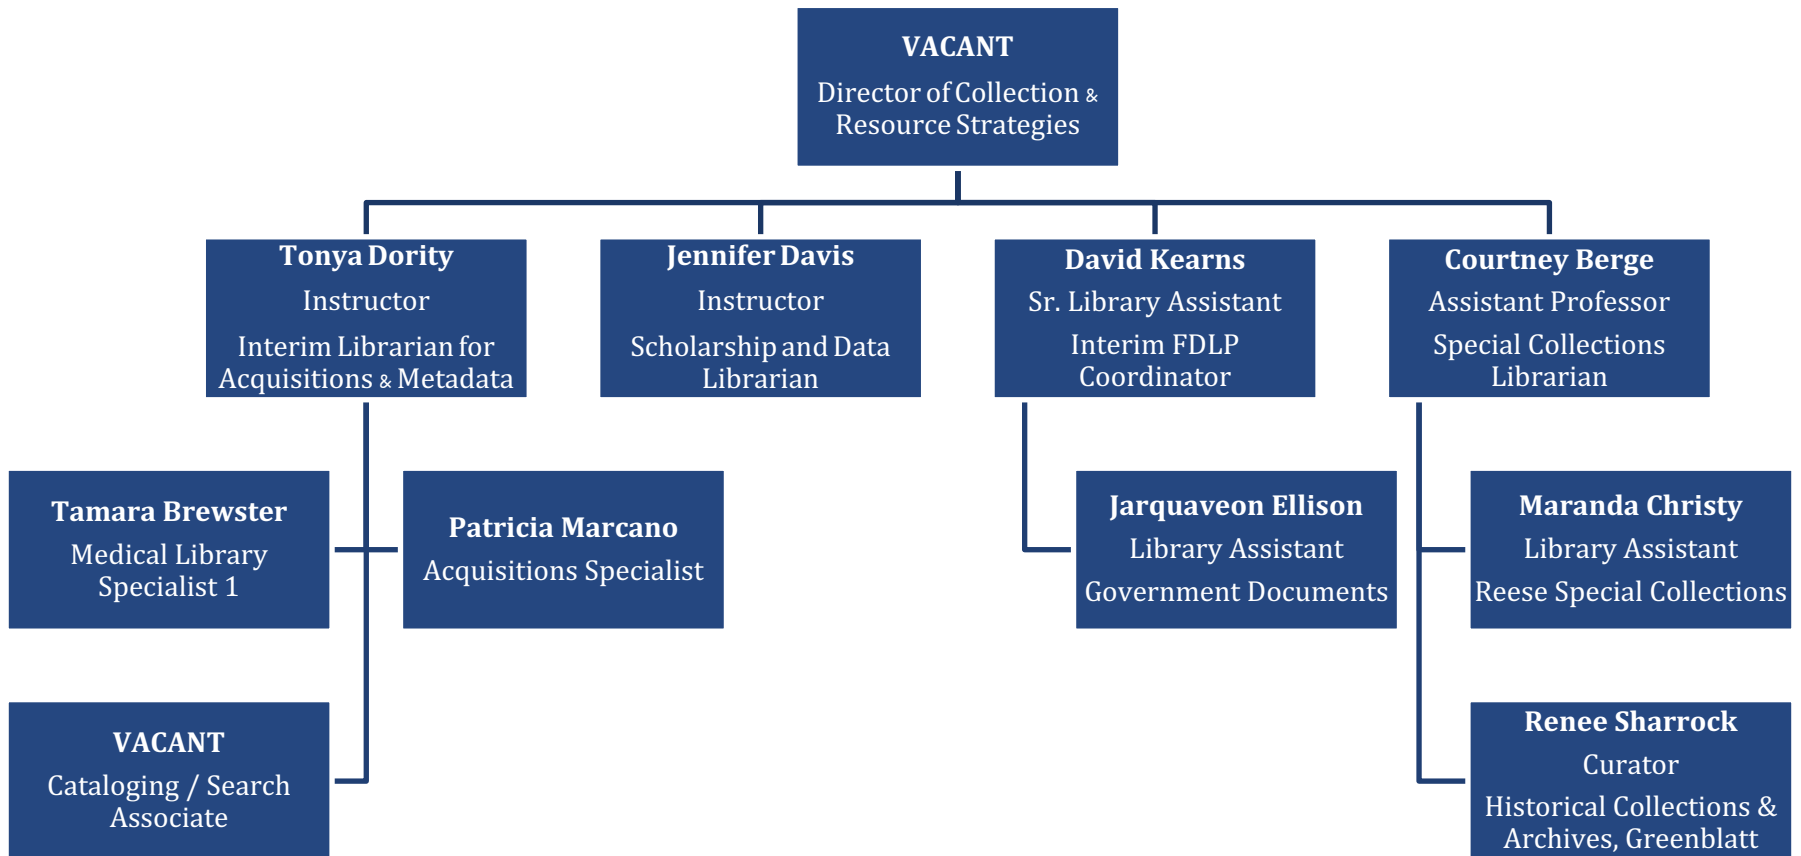 VACANT
Director of Collection &
Resource Strategies
Tonya Dority
Instructor
Interim Librarian for
Acquisitions & Metadata
Jennifer Davis
Instructor
Scholarship and Data
Librarian
David Kearns
Sr. Library Assistant
Interim FDLP
Coordinator
Courtney Berge
Assistant Professor
Special Collections
Librarian
Tamara Brewster
Medical Library
Specialist 1
Patricia Marcano
Acquisitions Specialist
Jarquaveon Ellison
Library Assistant
Government Documents
Maranda Christy
Library Assistant
Reese Special Collections
VACANT
Cataloging / Search
Associate
Renee Sharrock
Curator
Historical Collections &
Archives, Greenblatt